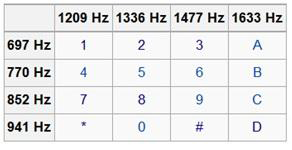 1209 Hz 1336 Hz 1477 Hz 1633 Hz
697 Hz 1 2 3 A
770 Hz 4 5 6 B
852 Hz 7 8 9 C
941 Hz * 0 # D